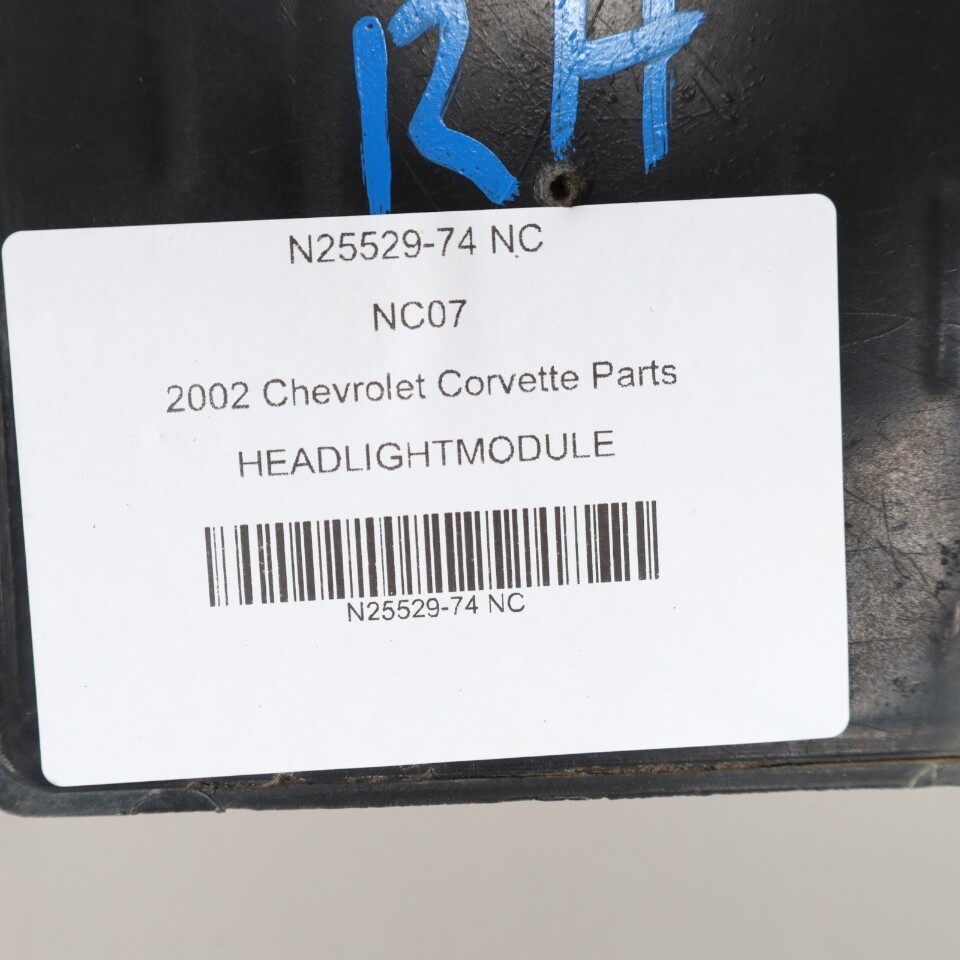 RH
N25529-74 NC
NC07
2002 Chevrolet Corvette Parts
HEADLIGHTMODULE
N25529-74 NC